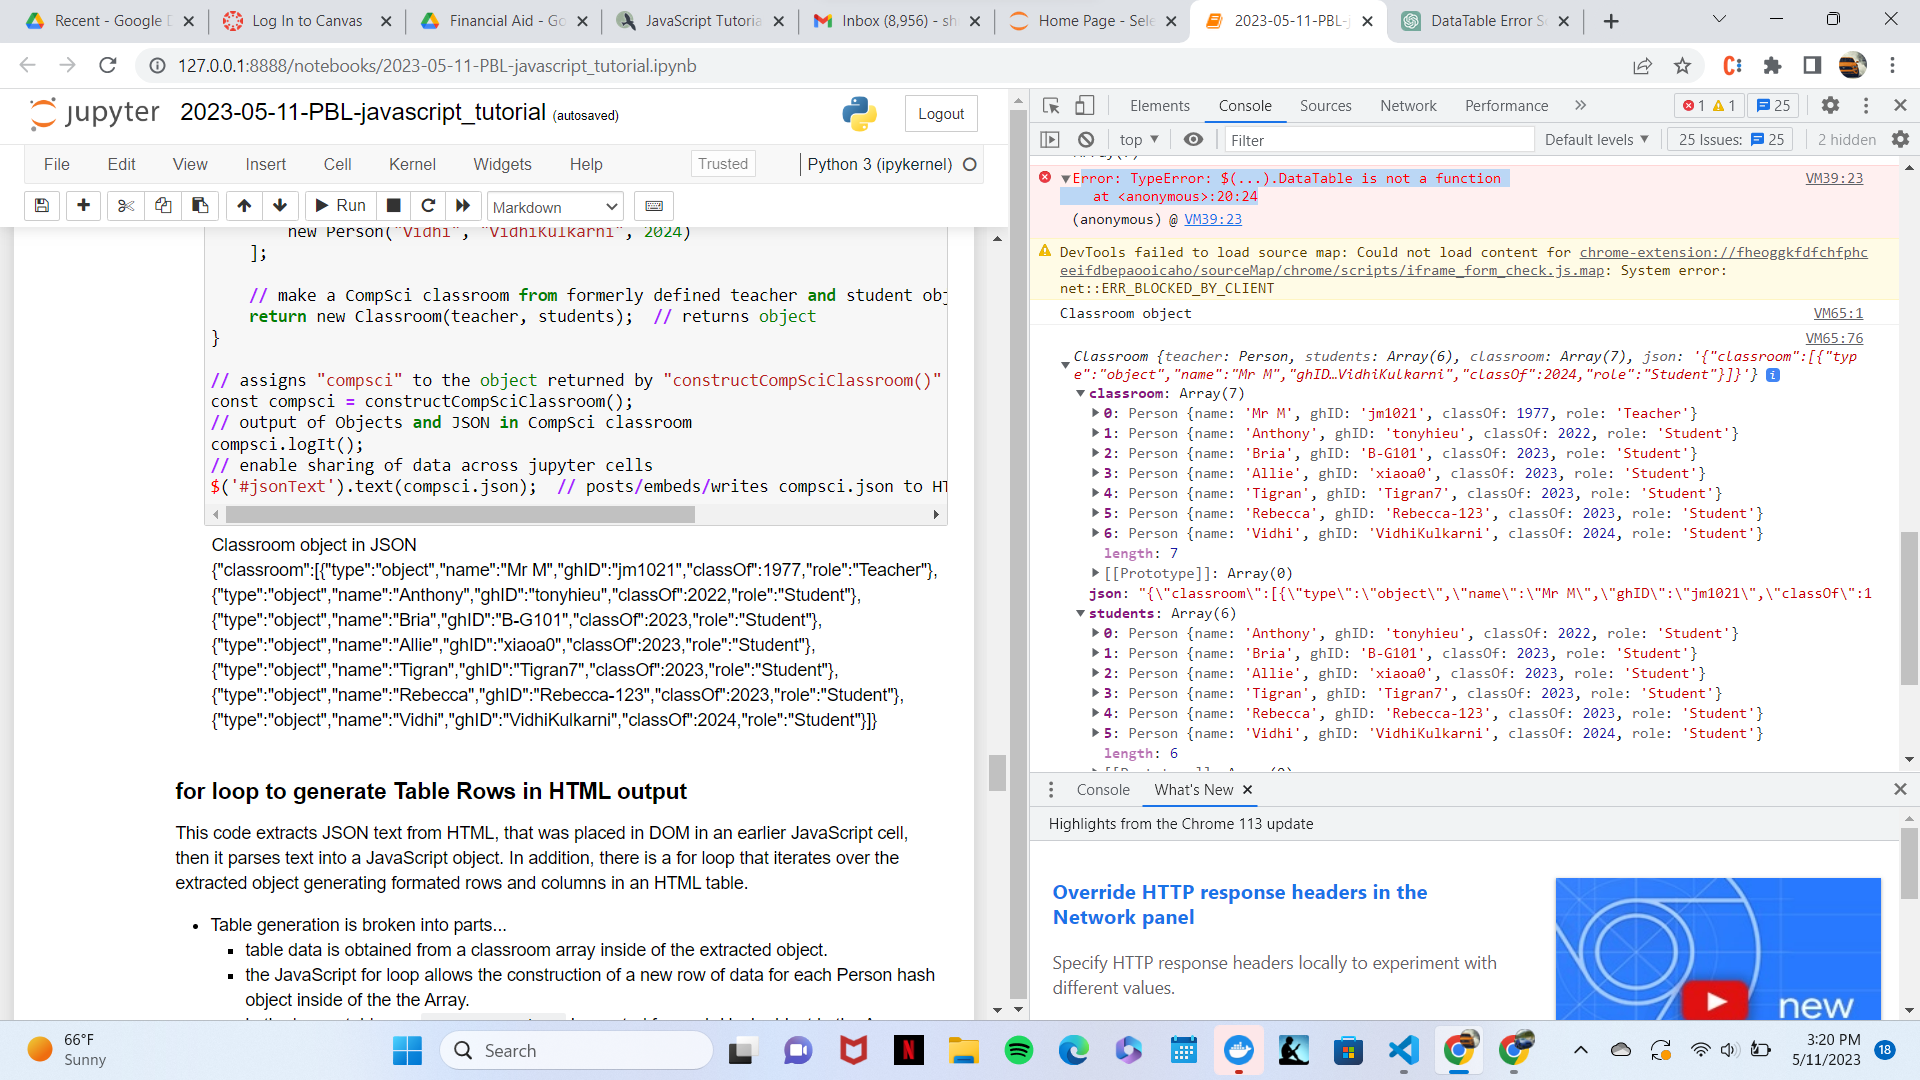 Recent - Google D
Log In to Canvas
Financial Aid - Go
JavaScript Tutoria
Inbox (8,956) - sh
Home Page - Sele
2023-05-11-PBL-j
DataTable Error S
127.0.0.1:8888/notebooks/2023-05-11-PBL-javascript_tutorial.ipynb
jupyter 2023-05-11-PBL-javascript_tutorial (autosaved)
Logout
File Edit View Insert Cell Kernel Widgets Help
Trusted
Python 3 (ipykernel)
Run
Markdown
new Person("Vidhi", "VidhiKulkarni", 2024)
];
// make a CompSci classroom from formerly defined teacher and student obj
return new Classroom(teacher, students);  // returns object
}
// assigns "compsci" to the object returned by "constructCompSciClassroom()"
const compsci = constructCompSciClassroom();
// output of Objects and JSON in CompSci classroom
compsci.logIt();
// enable sharing of data across jupyter cells
$('#jsonText').text(compsci.json);  // posts/embeds/writes compsci.json to HT
Classroom object in JSON
{"classroom":[{"type":"object","name":"Mr M","ghID":"jm1021","classOf":1977,"role":"Teacher"},
{"type":"object","name":"Anthony","ghID":"tonyhieu","classOf":2022,"role":"Student"},
{"type":"object","name":"Bria","ghID":"B-G101","classOf":2023,"role":"Student"},
{"type":"object","name":"Allie","ghID":"xiaoa0","classOf":2023,"role":"Student"},
{"type":"object","name":"Tigran","ghID":"Tigran7","classOf":2023,"role":"Student"},
{"type":"object","name":"Rebecca","ghID":"Rebecca-123","classOf":2023,"role":"Student"},
{"type":"object","name":"Vidhi","ghID":"VidhiKulkarni","classOf":2024,"role":"Student"}]}
for loop to generate Table Rows in HTML output
This code extracts JSON text from HTML, that was placed in DOM in an earlier JavaScript cell,
then it parses text into a JavaScript object. In addition, there is a for loop that iterates over the
extracted object generating formated rows and columns in an HTML table.
• Table generation is broken into parts...
▪ table data is obtained from a classroom array inside of the extracted object.
▪ the JavaScript for loop allows the construction of a new row of data for each Person hash
object inside of the the Array.
Elements Console Sources Network Performance
1 1 25
top
Filter
Default levels
25 Issues: 25
2 hidden
Error: TypeError: $(...).DataTable is not a function VM39:23
at <anonymous>:20:24
(anonymous) @ VM39:23
DevTools failed to load source map: Could not load content for chrome-extension://fheoggkfdfchfphc
eeifdbepaooicaho/sourceMap/chrome/scripts/iframe_form_check.js.map: System error:
net::ERR_BLOCKED_BY_CLIENT
Classroom object VM65:1
VM65:76
Classroom {teacher: Person, students: Array(6), classroom: Array(7), json: '{"classroom":[{"typ
e":"object","name":"Mr M","ghID…VidhiKulkarni","classOf":2024,"role":"Student"}]}'}
classroom: Array(7)
0: Person {name: 'Mr M', ghID: 'jm1021', classOf: 1977, role: 'Teacher'}
1: Person {name: 'Anthony', ghID: 'tonyhieu', classOf: 2022, role: 'Student'}
2: Person {name: 'Bria', ghID: 'B-G101', classOf: 2023, role: 'Student'}
3: Person {name: 'Allie', ghID: 'xiaoa0', classOf: 2023, role: 'Student'}
4: Person {name: 'Tigran', ghID: 'Tigran7', classOf: 2023, role: 'Student'}
5: Person {name: 'Rebecca', ghID: 'Rebecca-123', classOf: 2023, role: 'Student'}
6: Person {name: 'Vidhi', ghID: 'VidhiKulkarni', classOf: 2024, role: 'Student'}
length: 7
[[Prototype]]: Array(0)
json: "{\"classroom\":[{\"type\":\"object\",\"name\":\"Mr M\",\"ghID\":\"jm1021\",\"classOf\":1
students: Array(6)
0: Person {name: 'Anthony', ghID: 'tonyhieu', classOf: 2022, role: 'Student'}
1: Person {name: 'Bria', ghID: 'B-G101', classOf: 2023, role: 'Student'}
2: Person {name: 'Allie', ghID: 'xiaoa0', classOf: 2023, role: 'Student'}
3: Person {name: 'Tigran', ghID: 'Tigran7', classOf: 2023, role: 'Student'}
4: Person {name: 'Rebecca', ghID: 'Rebecca-123', classOf: 2023, role: 'Student'}
5: Person {name: 'Vidhi', ghID: 'VidhiKulkarni', classOf: 2024, role: 'Student'}
length: 6
Console What's New
Highlights from the Chrome 113 update
Override HTTP response headers in the
Network panel
Specify HTTP response headers locally to experiment with
different values.
new
66°F
Sunny
Search
3:20 PM
5/11/2023
18